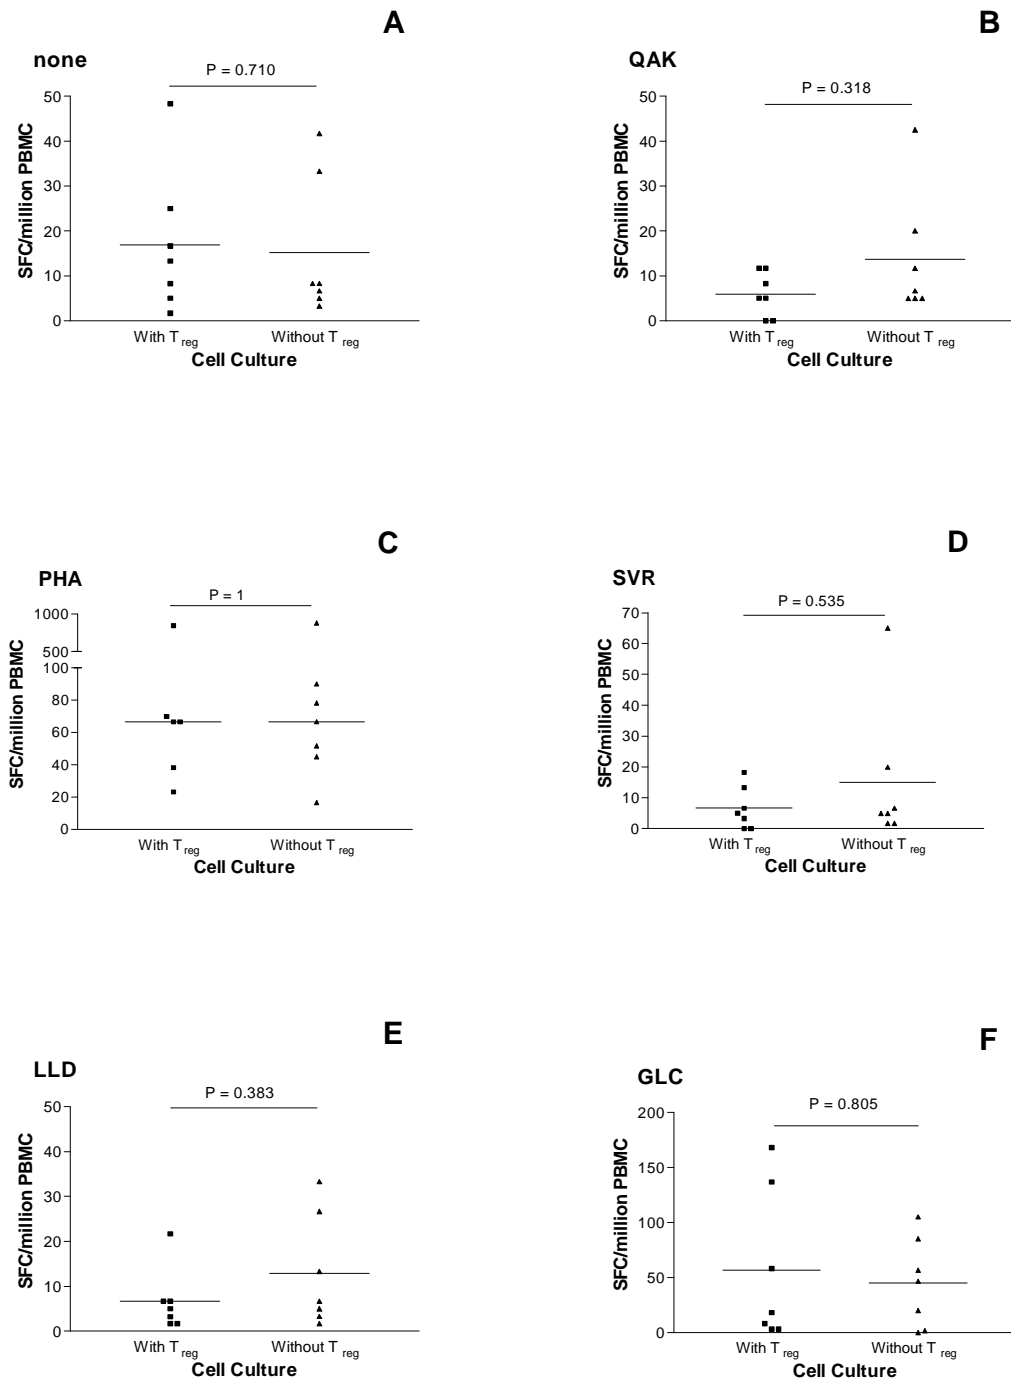 A
none
P = 0.710
SFC/million PBMC
50
40
30
20
10
0
With T reg
Without T reg
Cell Culture
B
QAK
P = 0.318
SFC/million PBMC
50
40
30
20
10
0
With T reg
Without T reg
Cell Culture
C
PHA
P = 1
SFC/million PBMC
1000
500
100
80
60
40
20
0
With T reg
Without T reg
Cell Culture
D
SVR
P = 0.535
SFC/million PBMC
70
60
50
40
30
20
10
0
With T reg
Without T reg
Cell Culture
E
LLD
P = 0.383
SFC/million PBMC
50
40
30
20
10
0
With T reg
Without T reg
Cell Culture
F
GLC
P = 0.805
SFC/million PBMC
200
150
100
50
0
With T reg
Without T reg
Cell Culture